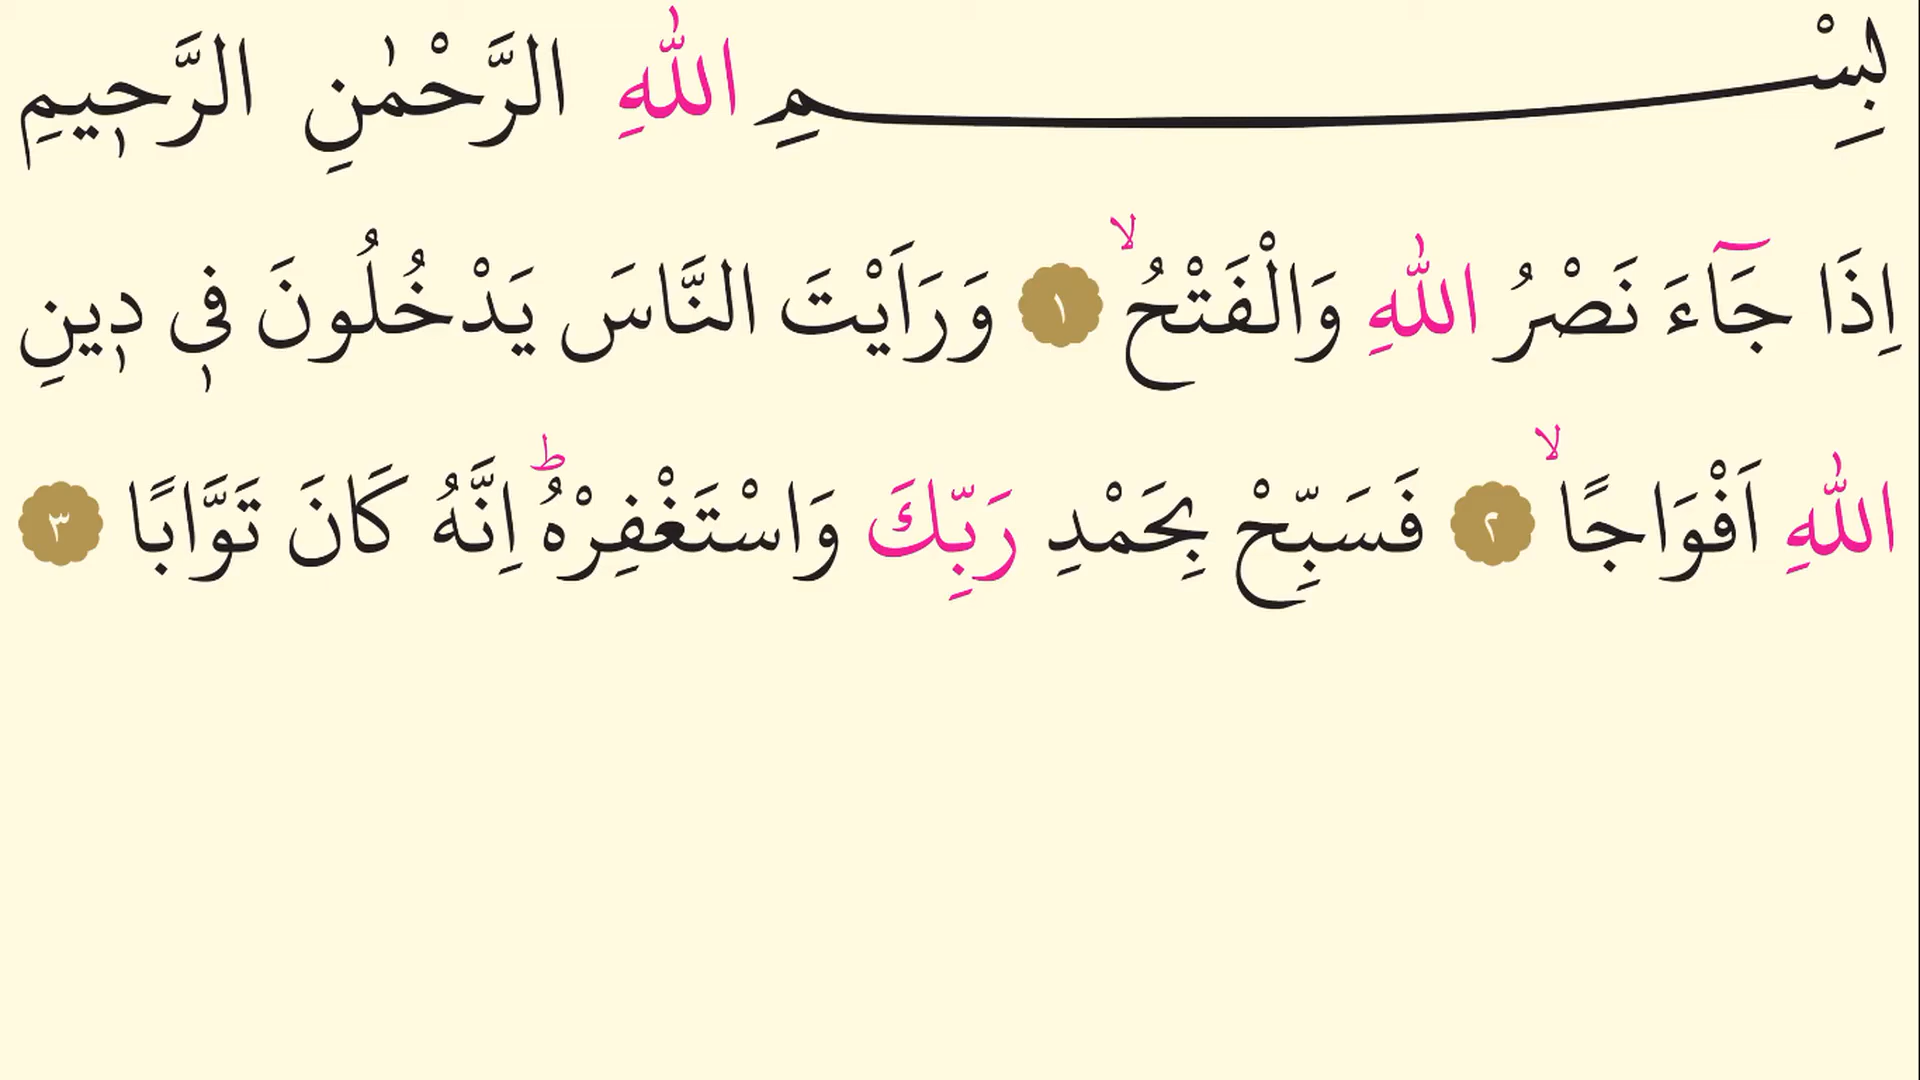 بِسْمِ اللّٰهِ الرَّحْمٰنِ الرَّحٖيمِ
اِذَا جَٓاءَ نَصْرُ اللّٰهِ وَالْفَتْحُۙ ١ وَرَاَيْتَ النَّاسَ يَدْخُلُونَ فٖى دٖينِ
اللّٰهِ اَفْوَاجًاۙ ٢ فَسَبِّحْ بِحَمْدِ رَبِّكَ وَاسْتَغْفِرْهُؕ اِنَّهُ كَانَ تَوَّابًا ٣